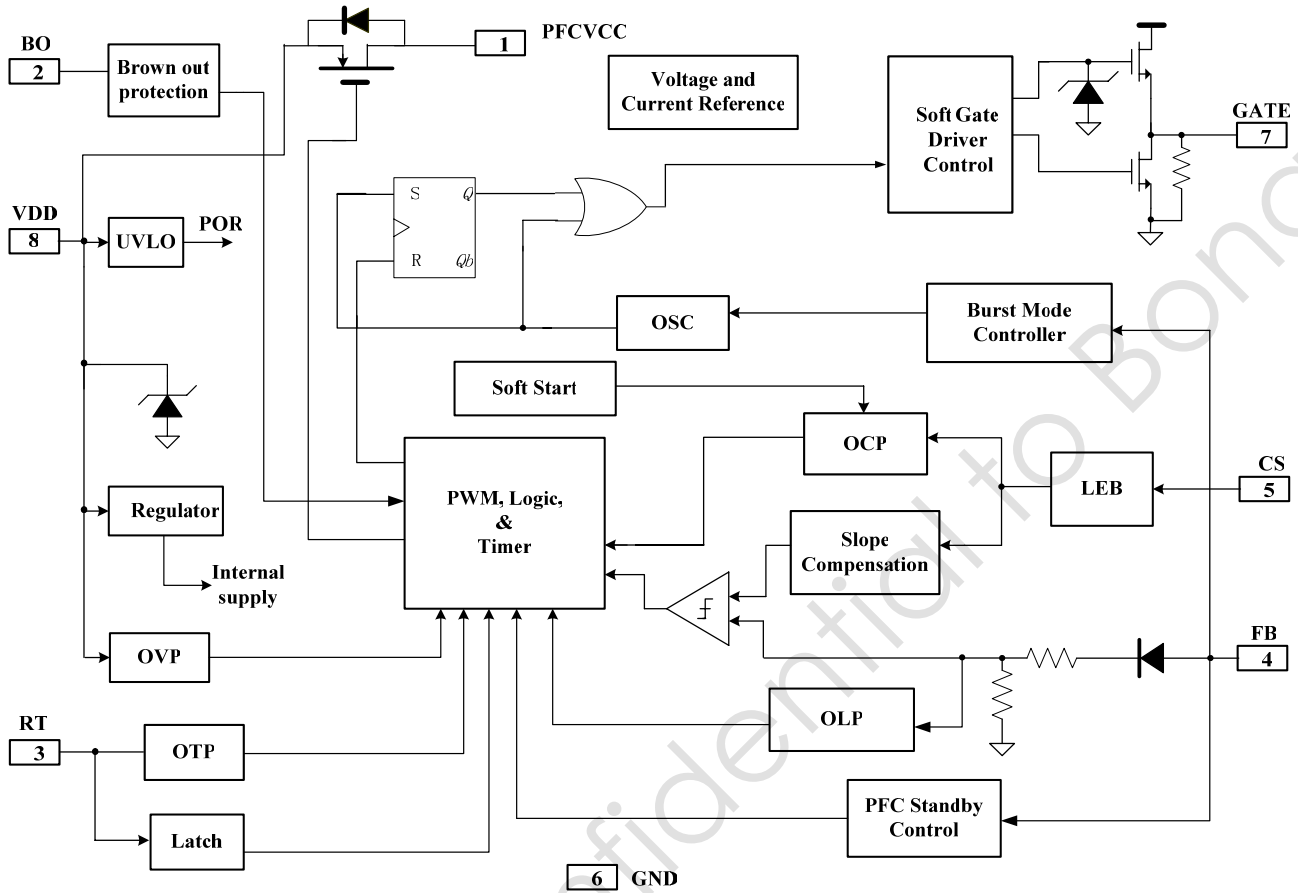 PFCVCC
1
BO
2
Brown out
protection
Voltage and
Current Reference
Soft Gate
Driver
Control
GATE
7
VDD
8
UVLO
POR
S
Q
R
Qb
OSC
Burst Mode
Controller
Soft Start
OCP
LEB
CS
5
PWM, Logic,
&
Timer
Regulator
Internal
supply
Slope
Compensation
OVP
FB
4
RT
3
OTP
OLP
Latch
PFC Standby
Control
6
GND
nfidential to Bono